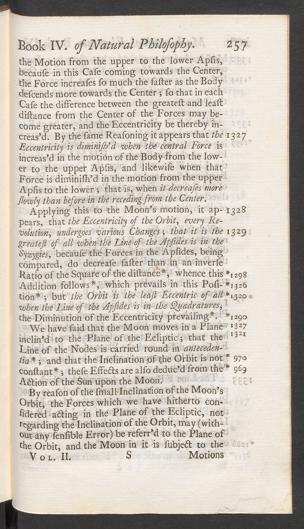 Book IV. of Natural Philosophy. 257
the Motion from the upper to the lower Apsis,
because in this Case coming towards the Center,
the Force increases so much the faster as the Body
descends more towards the Center; so that in each
Case the difference between the greatest and least
distance from the Center of the Forces may be-
come greater, and the Eccentricity be thereby in-
creas'd. By the same Reasoning it appears that the 1327
Eccentricity is diminish'd when the central Force is
increas'd in the motion of the Body from the low-
er to the upper Apsis, and likewise when that
Force is diminish'd in the motion from the upper
Apsis to the lower; that is, when it decreases more
slowly than before in the receding from the Center.
Applying this to the Moon's motion, it ap- 1328
pears, that the Eccentricity of the Orbit, every Re-
volution, undergoes various Changes; that it is the 1329
greatest of all when the Line of the Apsides is in the
Syzygies, because the Forces in the Apsides, being
compared, do decrease faster than in an inverse
Ratio of the Square of the distance*, whence this *1298
Addition follows*, which prevails in this Posi- *1326
tion*; but the Orbit is the least Eccentric of all *1320
when the Line of the Apsides is in the Quadratures,
the Diminution of the Eccentricity prevailing*. *1290
We have said that the Moon moves in a Plane 1327
inclin'd to the Plane of the Ecliptic; that the 1321
Line of the Nodes is carried round in anteceden-
tia*; and that the Inclination of the Orbit is not * 970
constant*; these Effects are also deduc'd from the * 969
Action of the Sun upon the Moon.
By reason of the small Inclination of the Moon's
Orbit, the Forces which we have hitherto con-
sidered acting in the Plane of the Ecliptic, not
regarding the Inclination of the Orbit, may (with-
out any sensible Error) be referr'd to the Plane of
the Orbit, and the Moon in it is subject to the
VOL. II. S Motions